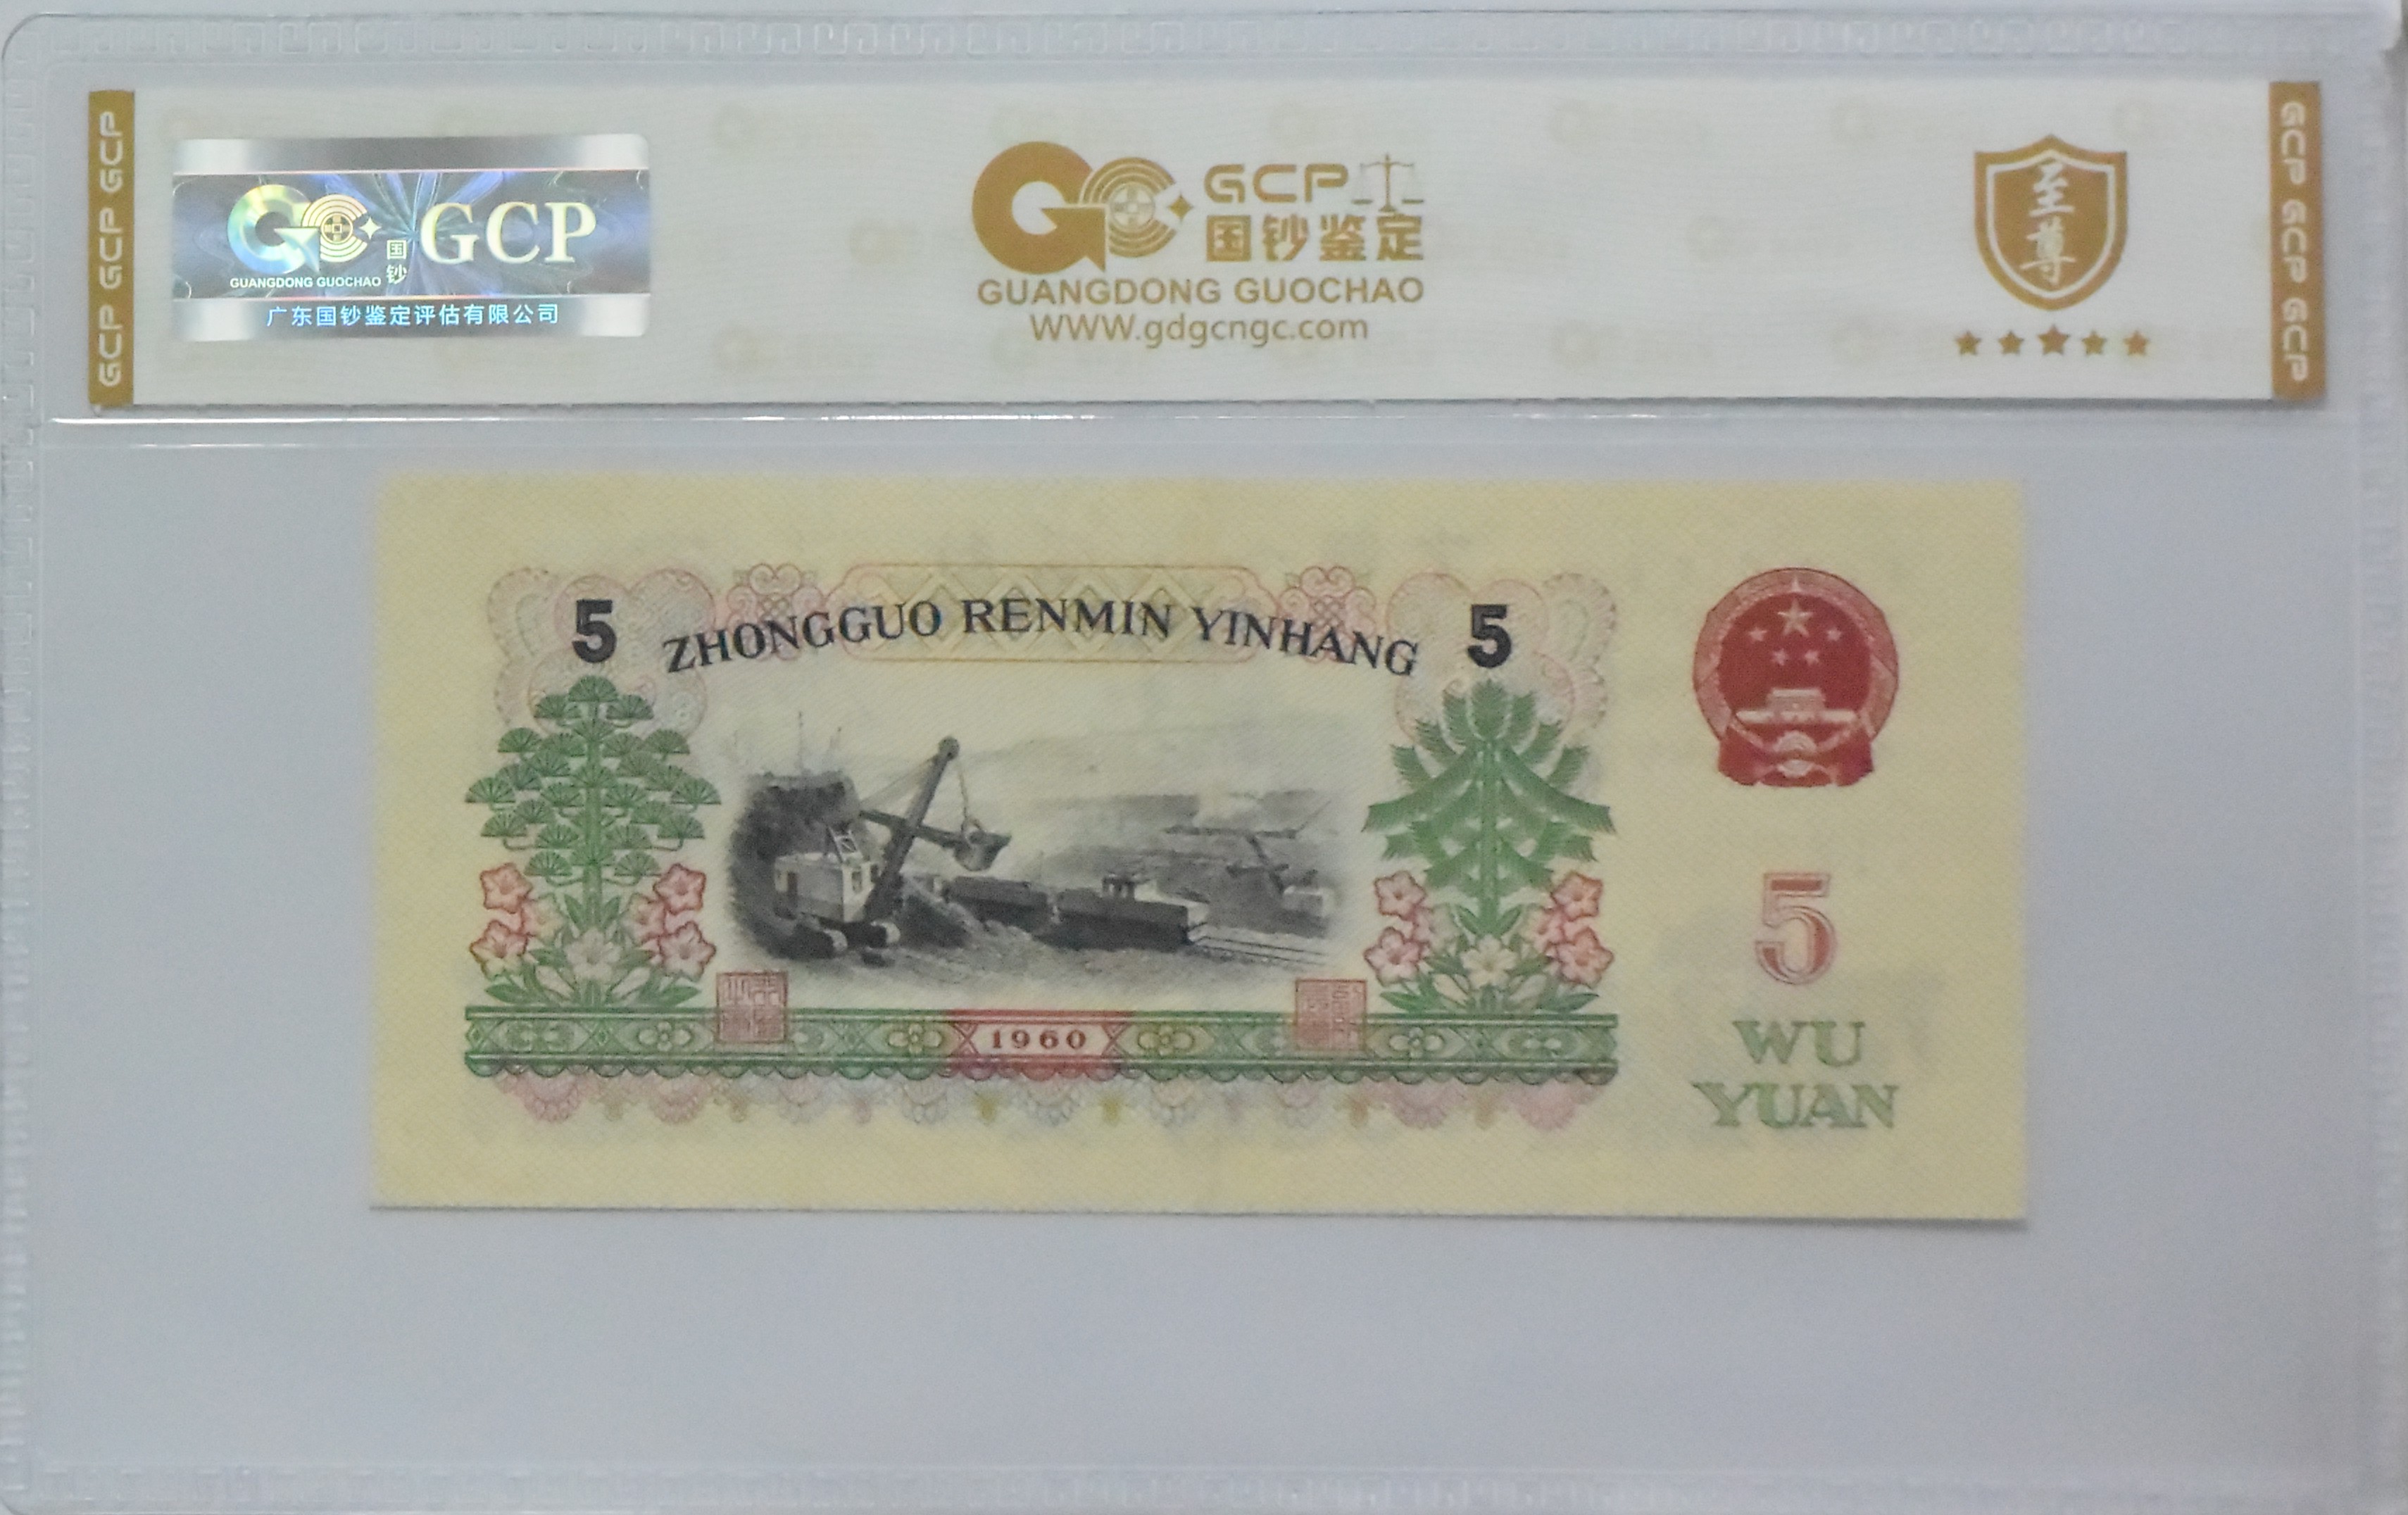 GCP GCP GCP
国钞 GCP
GUANGDONG GUOCHAO
广东国钞鉴定评估有限公司
GCP
国钞鉴定
GUANGDONG GUOCHAO
WWW.gdgcngc.com
至尊
GCP GCP GCP
5 ZHONGGUO RENMIN YINHANG 5
1960
5
WU
YUAN